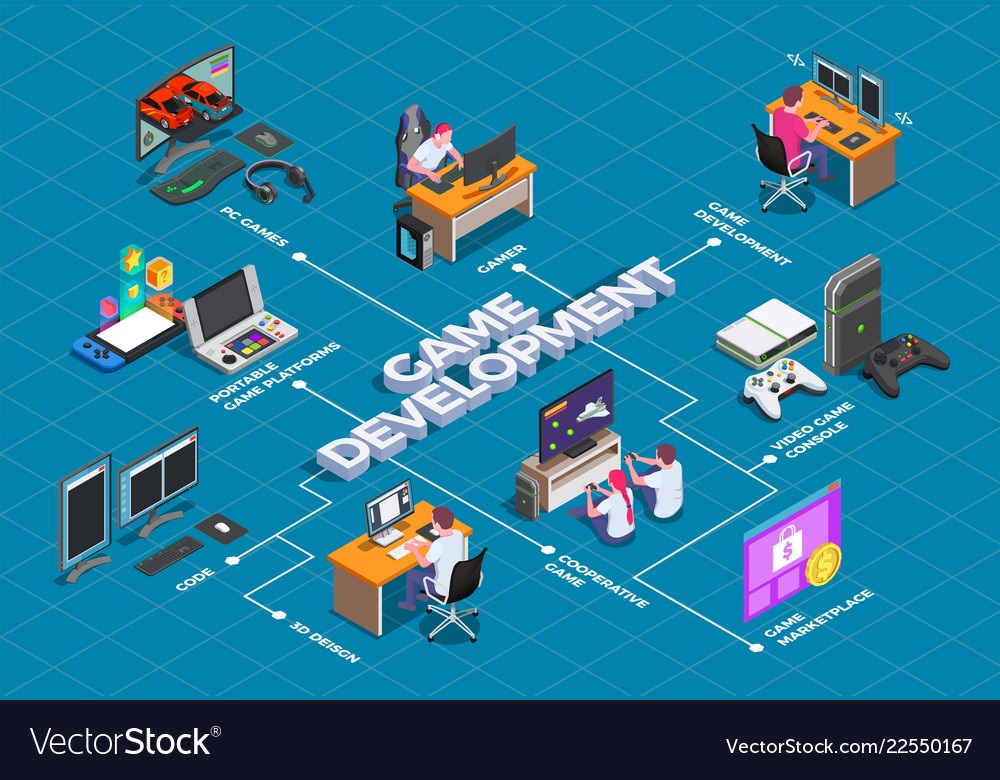 PC GAMES
GAMER
GAME
DEVELOPMENT
PORTABLE
GAME PLATFORMS
GAME
DEVELOPMENT
VIDEO GAME
CONSOLE
CODE
3D DEISGN
COOPERATIVE
GAME
GAME
MARKETPLACE
</>
</>
?
$
$
VectorStock®
VectorStock.com/22550167